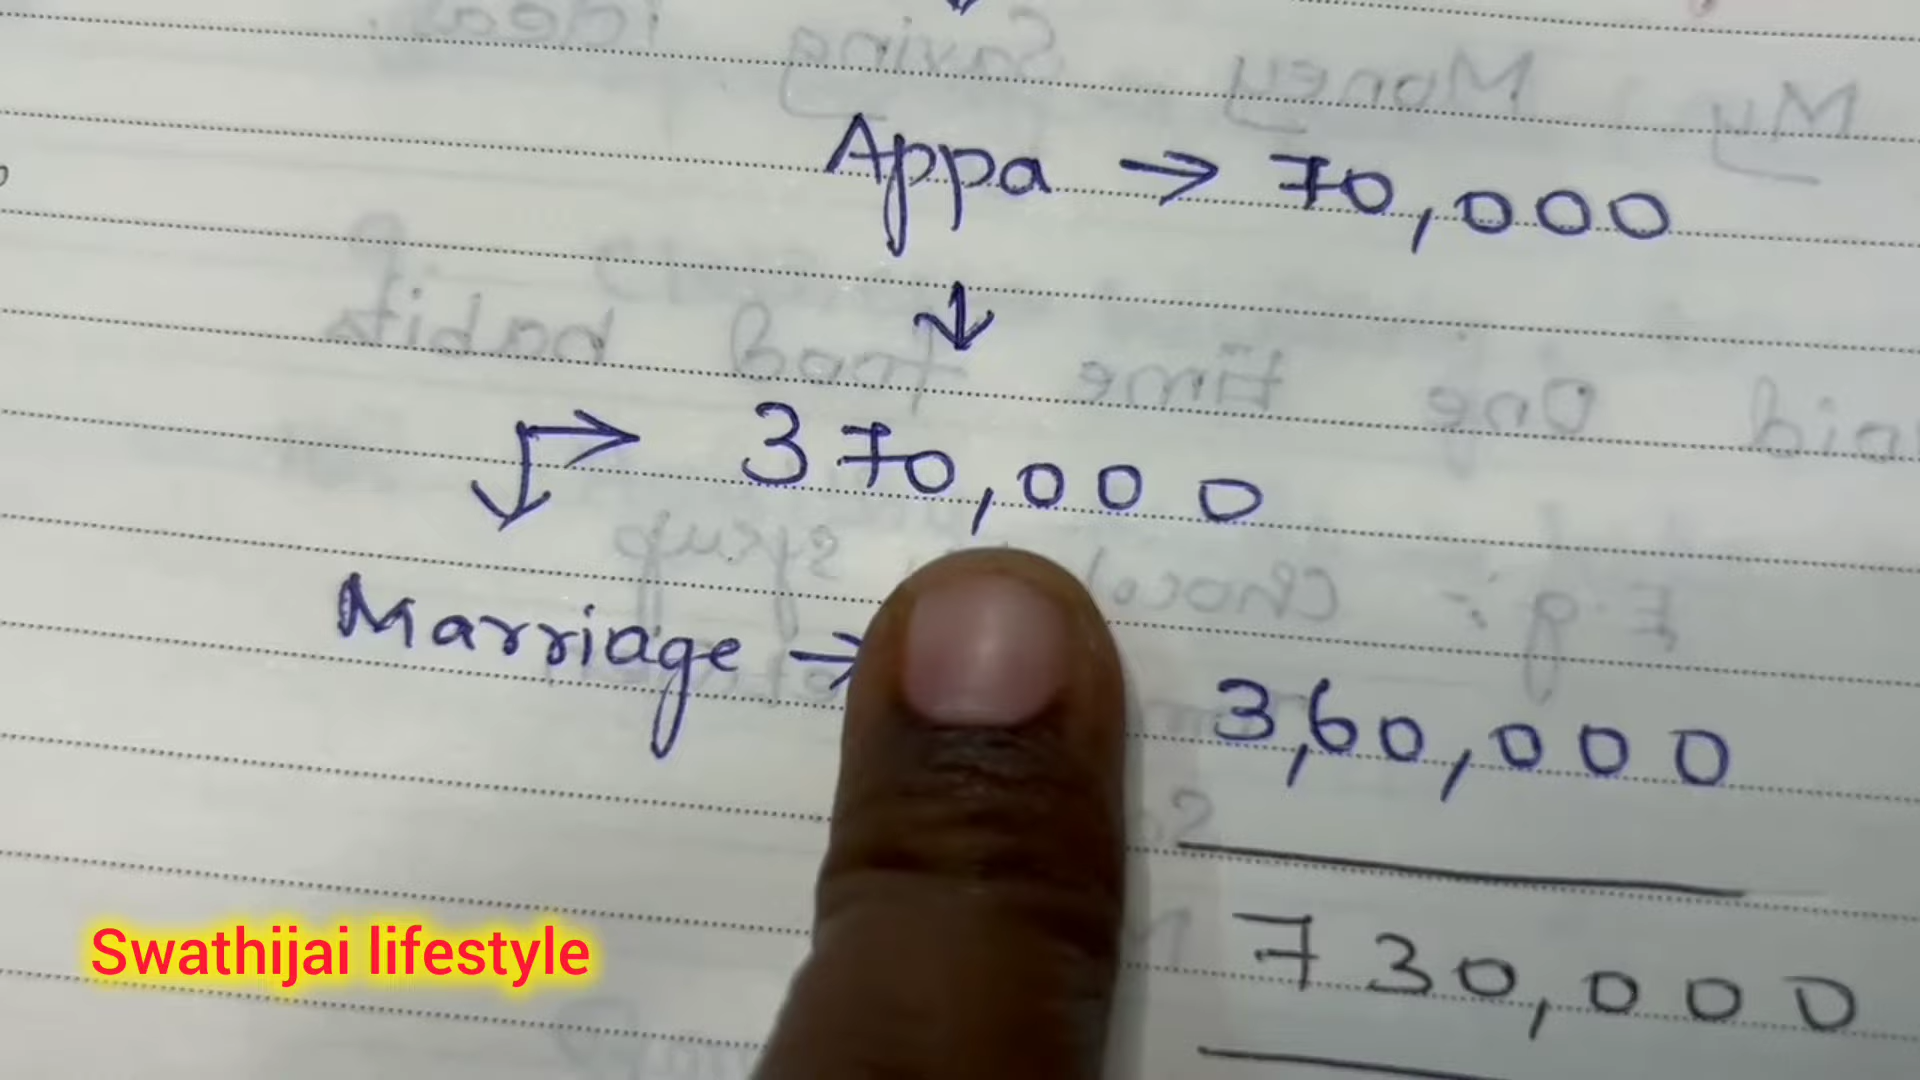 Appa → 70,000
↓
370,000
Marriage →
3,60,000
730,000
Swathijai lifestyle